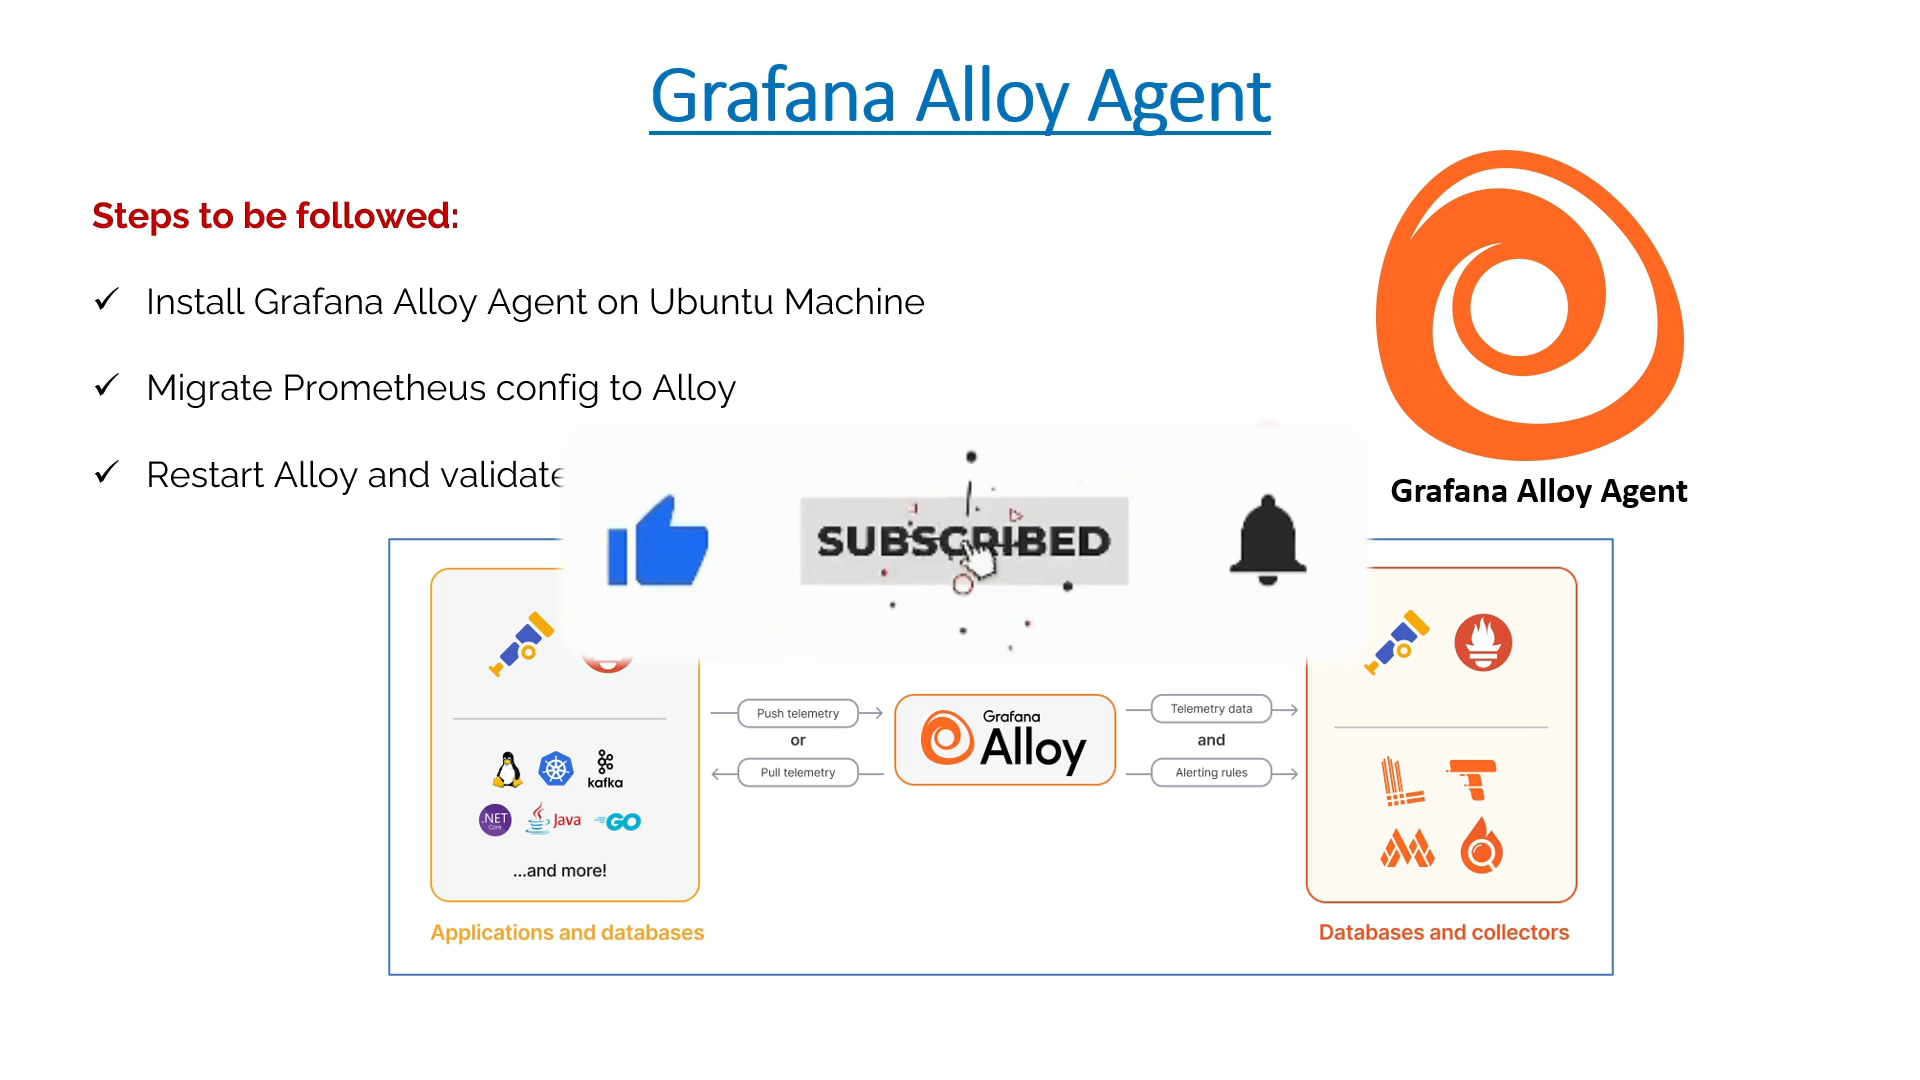 Grafana Alloy Agent
Steps to be followed:
✓ Install Grafana Alloy Agent on Ubuntu Machine
✓ Migrate Prometheus config to Alloy
✓ Restart Alloy and validate
Grafana Alloy Agent
SUBSCRIBED
Push telemetry
or
Pull telemetry
Grafana
Alloy
Telemetry data
and
Alerting rules
kafka
.NET
Core
Java
GO
...and more!
Applications and databases
Databases and collectors